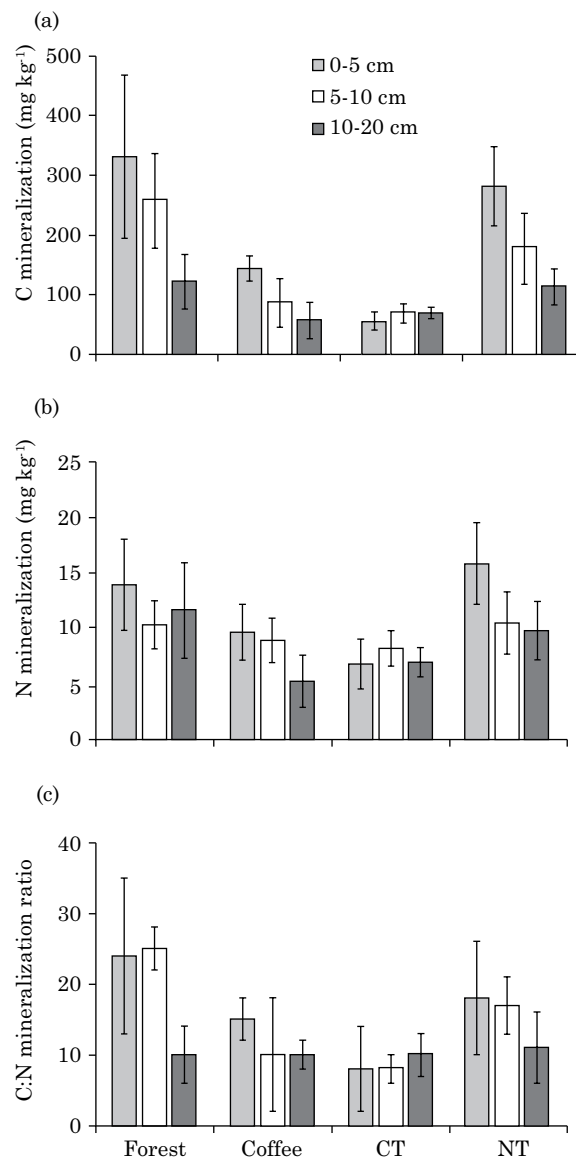 (a)
500
400
300
200
100
0
C mineralization (mg kg⁻¹)
0-5 cm
5-10 cm
10-20 cm
(b)
25
20
15
10
5
0
N mineralization (mg kg⁻¹)
(c)
40
30
20
10
0
C:N mineralization ratio
Forest Coffee CT NT